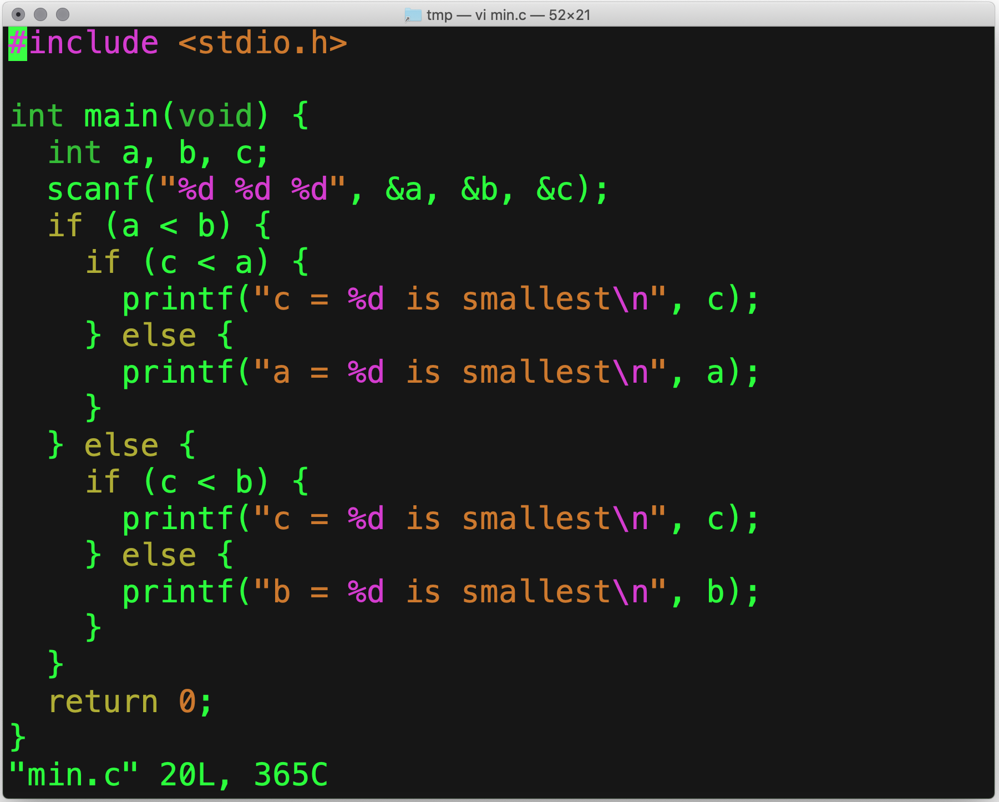 tmp — vi min.c — 52×21
#include <stdio.h>

int main(void) {
  int a, b, c;
  scanf("%d %d %d", &a, &b, &c);
  if (a < b) {
    if (c < a) {
      printf("c = %d is smallest\n", c);
    } else {
      printf("a = %d is smallest\n", a);
    }
  } else {
    if (c < b) {
      printf("c = %d is smallest\n", c);
    } else {
      printf("b = %d is smallest\n", b);
    }
  }
  return 0;
}
"min.c" 20L, 365C